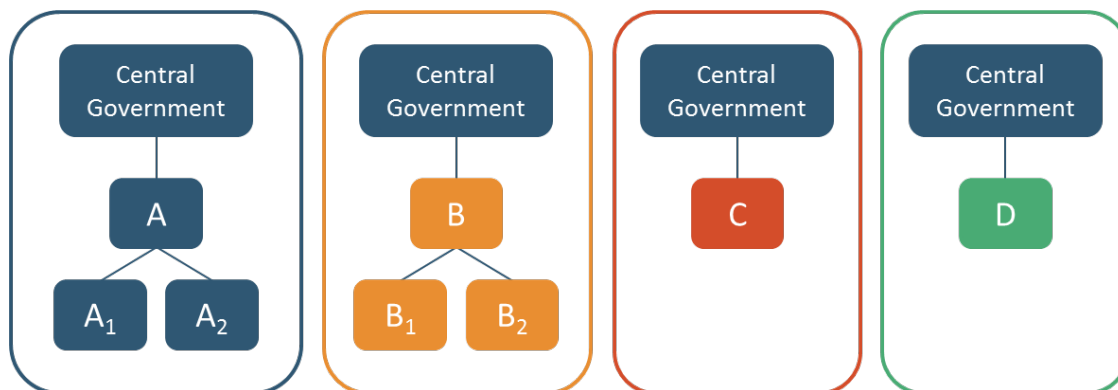 Central
Government
A
A₁
A₂
Central
Government
B
B₁
B₂
Central
Government
C
Central
Government
D